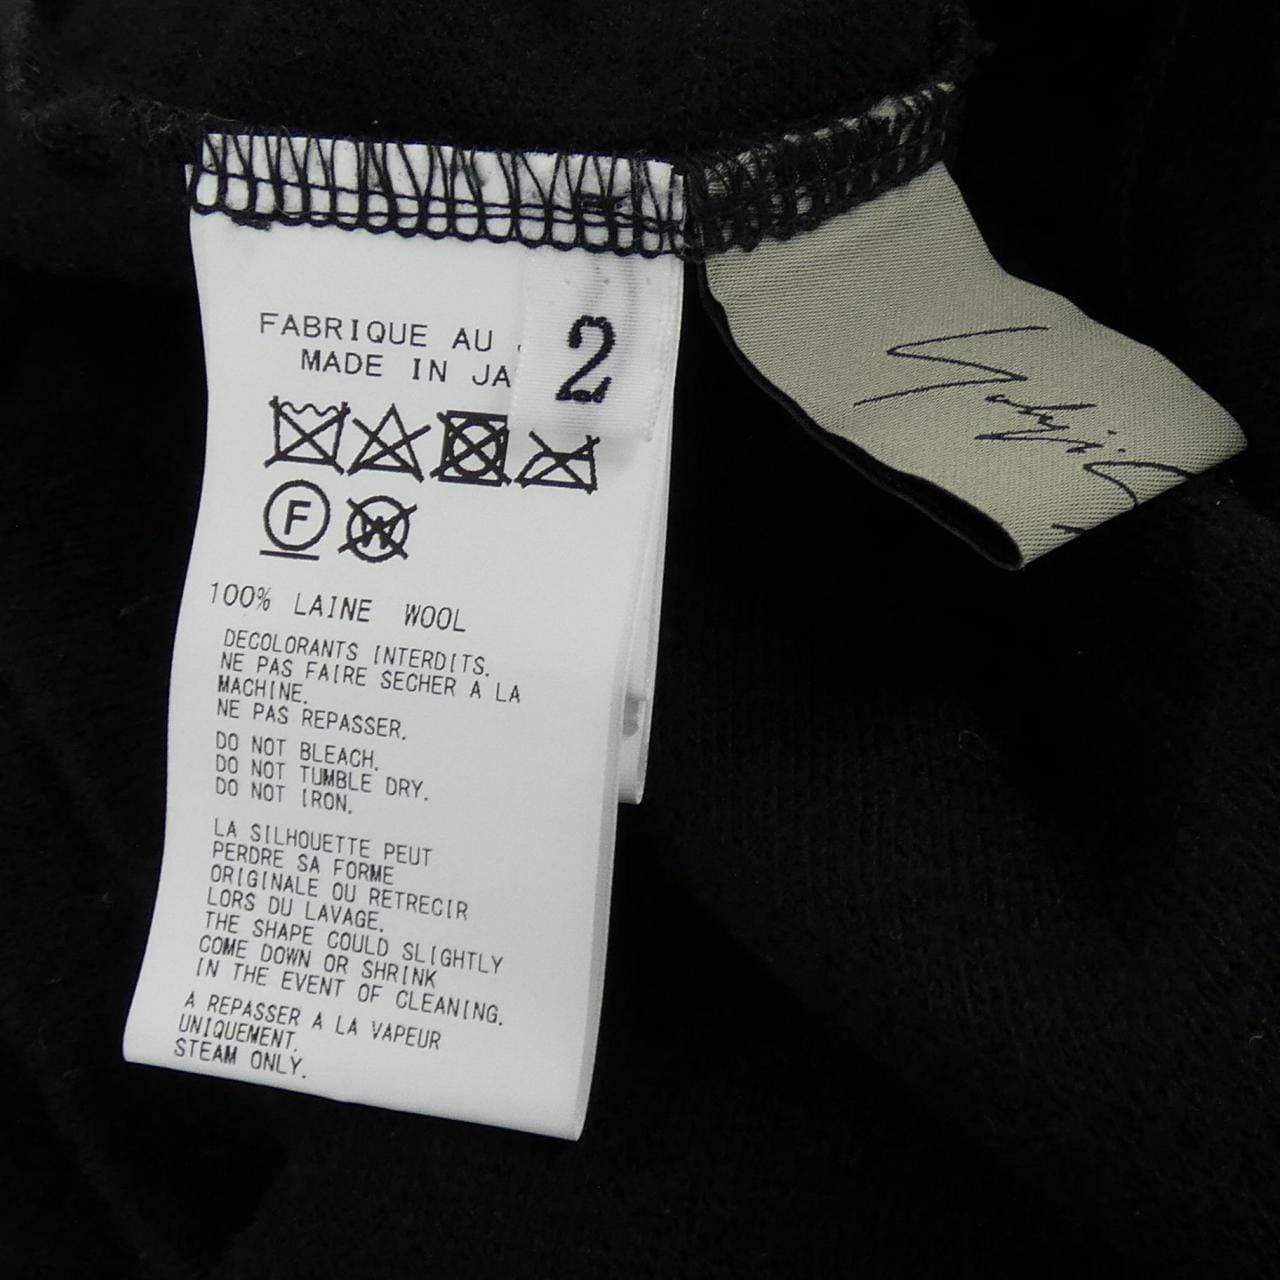 FABRIQUE AU
MADE IN JA
2
F
W
100% LAINE WOOL
DECOLORANTS INTERDITS.
NE PAS FAIRE SECHER A LA
MACHINE.
NE PAS REPASSER.
DO NOT BLEACH.
DO NOT TUMBLE DRY.
DO NOT IRON.
LA SILHOUETTE PEUT
PERDRE SA FORME
ORIGINALE OU RETRECIR
LORS DU LAVAGE.
THE SHAPE COULD SLIGHTLY
COME DOWN OR SHRINK
IN THE EVENT OF CLEANING.
A REPASSER A LA VAPEUR
UNIQUEMENT.
STEAM ONLY.